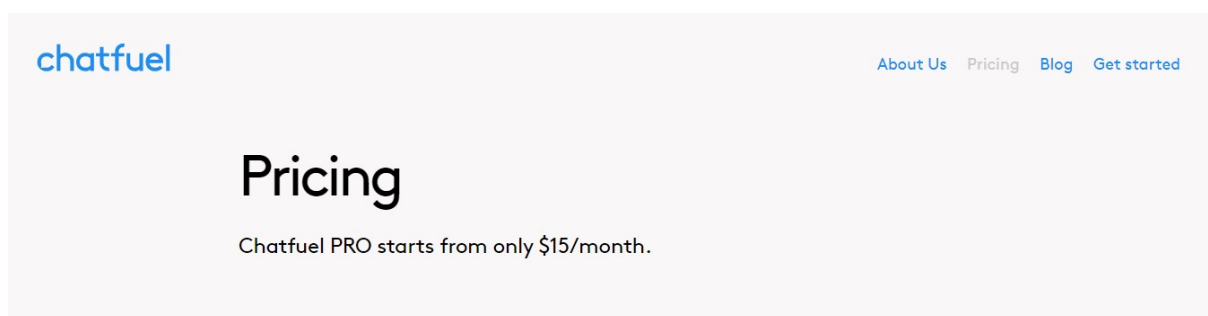 chatfuel
About Us Pricing Blog Get started
Pricing
Chatfuel PRO starts from only $15/month.